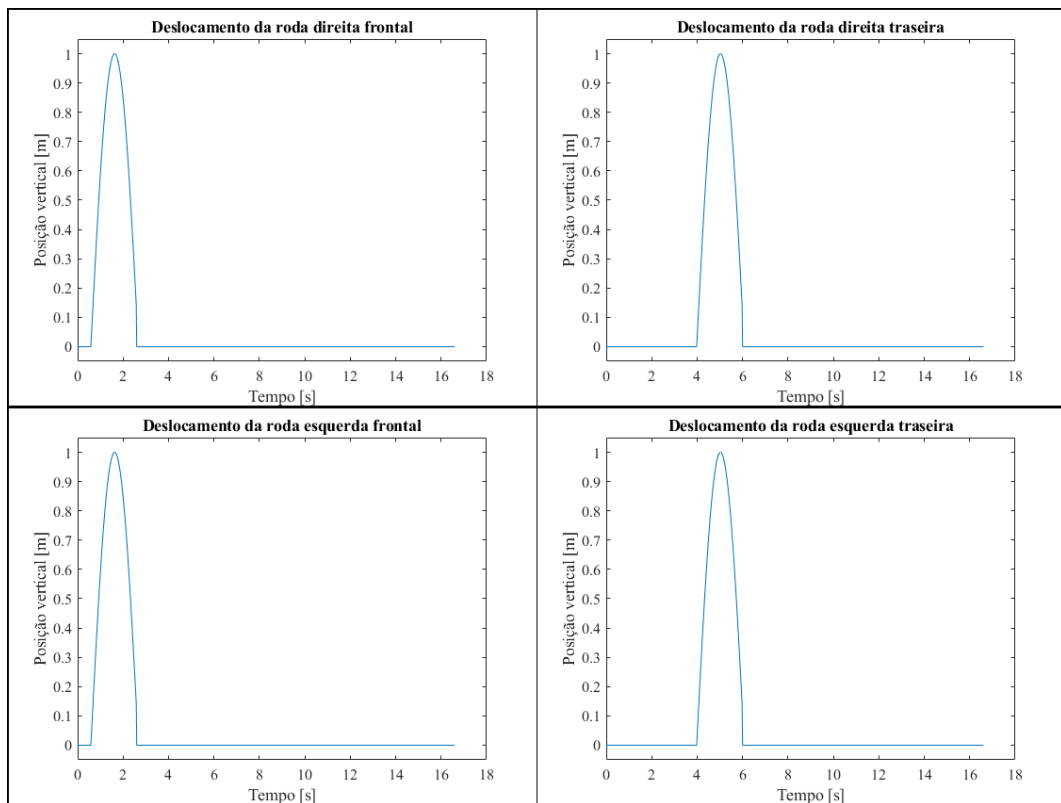 Deslocamento da roda direita frontal
1
0.9
0.8
0.7
0.6
0.5
0.4
0.3
0.2
0.1
0
Posição vertical [m]
0 2 4 6 8 10 12 14 16 18
Tempo [s]
Deslocamento da roda direita traseira
1
0.9
0.8
0.7
0.6
0.5
0.4
0.3
0.2
0.1
0
Posição vertical [m]
0 2 4 6 8 10 12 14 16 18
Tempo [s]
Deslocamento da roda esquerda frontal
1
0.9
0.8
0.7
0.6
0.5
0.4
0.3
0.2
0.1
0
Posição vertical [m]
0 2 4 6 8 10 12 14 16 18
Tempo [s]
Deslocamento da roda esquerda traseira
1
0.9
0.8
0.7
0.6
0.5
0.4
0.3
0.2
0.1
0
Posição vertical [m]
0 2 4 6 8 10 12 14 16 18
Tempo [s]